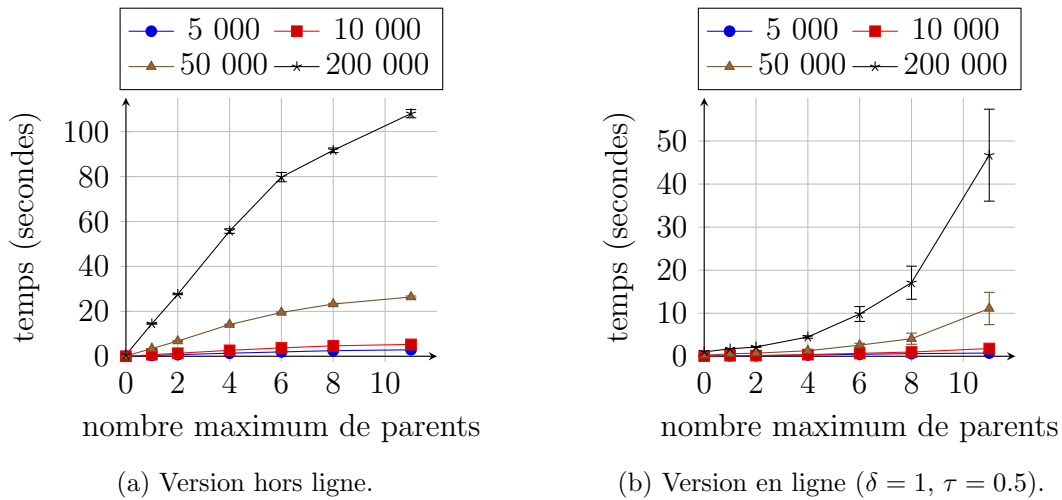 5 000 10 000
50 000 200 000
temps (secondes)
100
80
60
40
20
0
0 2 4 6 8 10
nombre maximum de parents
(a) Version hors ligne.
5 000 10 000
50 000 200 000
temps (secondes)
50
40
30
20
10
0
0 2 4 6 8 10
nombre maximum de parents
(b) Version en ligne (δ = 1, τ = 0.5).